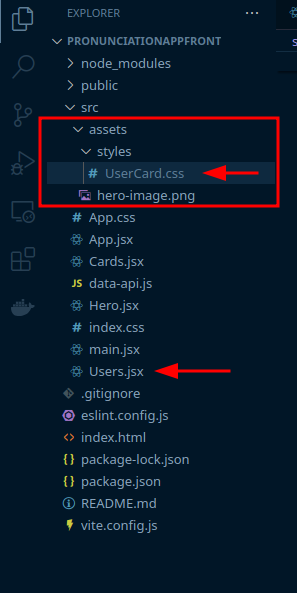 EXPLORER ...
PRONUNCIATIONAPPFRONT
node_modules
public
src
assets
styles
# UserCard.css
hero-image.png
# App.css
App.jsx
Cards.jsx
JS data-api.js
Hero.jsx
# index.css
main.jsx
Users.jsx
.gitignore
eslint.config.js
<> index.html
{ } package-lock.json
{ } package.json
README.md
vite.config.js